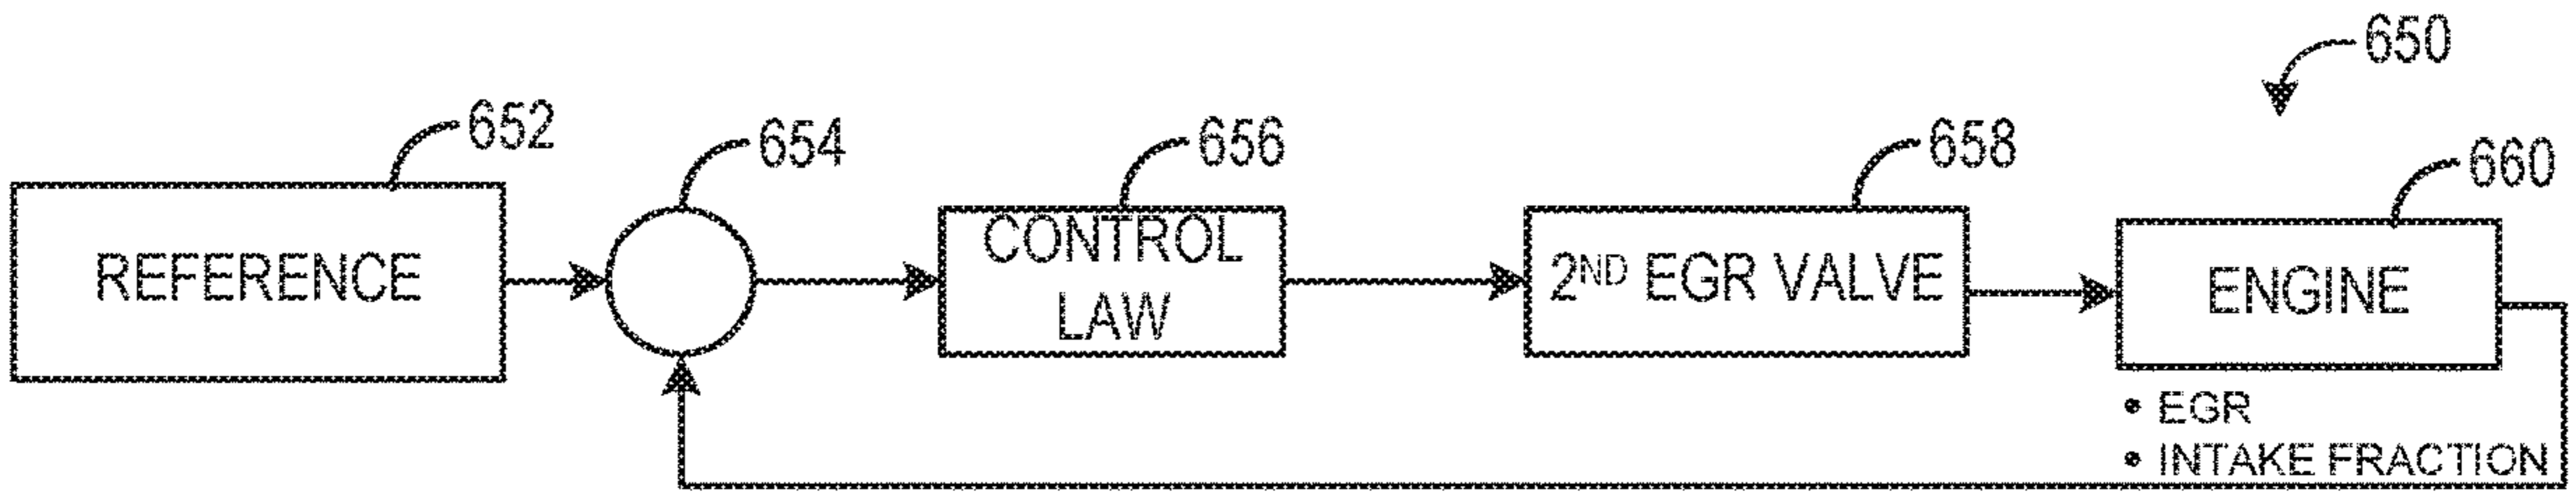 650
652
654
656
658
660
REFERENCE
CONTROL
LAW
2ND EGR VALVE
ENGINE
• EGR
• INTAKE FRACTION